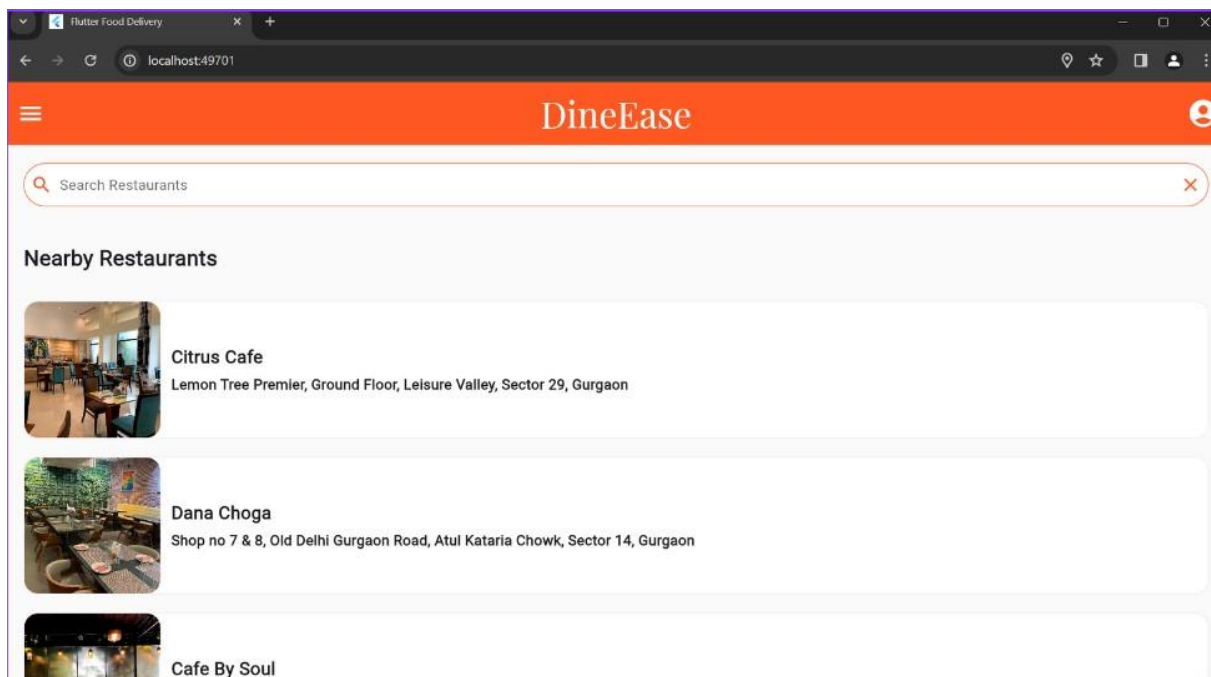 Flutter Food Delivery
localhost:49701
DineEase
Search Restaurants
Nearby Restaurants
Citrus Cafe
Lemon Tree Premier, Ground Floor, Leisure Valley, Sector 29, Gurgaon
Dana Choga
Shop no 7 & 8, Old Delhi Gurgaon Road, Atul Kataria Chowk, Sector 14, Gurgaon
Cafe By Soul